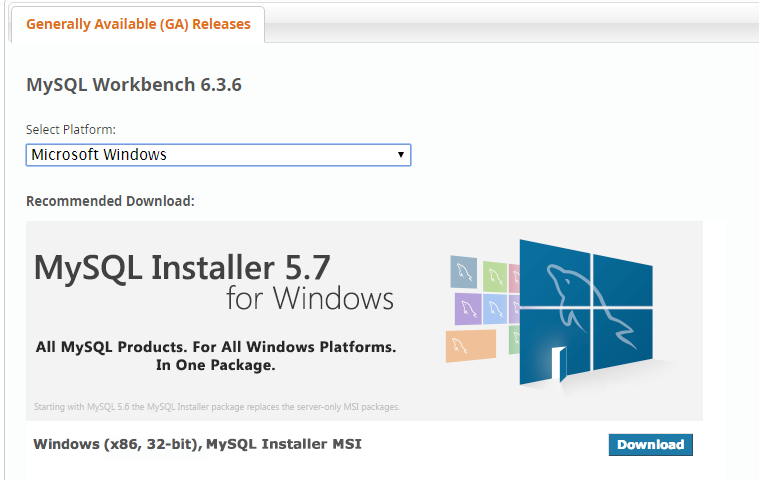 Generally Available (GA) Releases
MySQL Workbench 6.3.6
Select Platform:
Microsoft Windows
Recommended Download:
MySQL Installer 5.7
for Windows
All MySQL Products. For All Windows Platforms.
In One Package.
Starting with MySQL 5.6 the MySQL Installer package replaces the server-only MSI packages.
Windows (x86, 32-bit), MySQL Installer MSI
Download